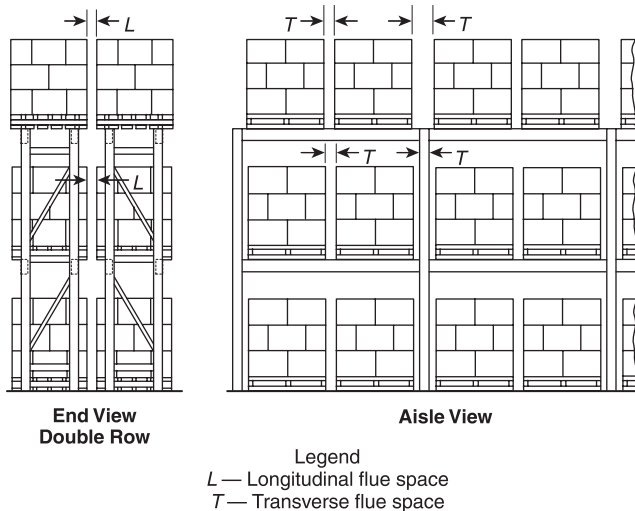 L
T
T
L
T
T
End View
Double Row
Aisle View
Legend
L — Longitudinal flue space
T — Transverse flue space